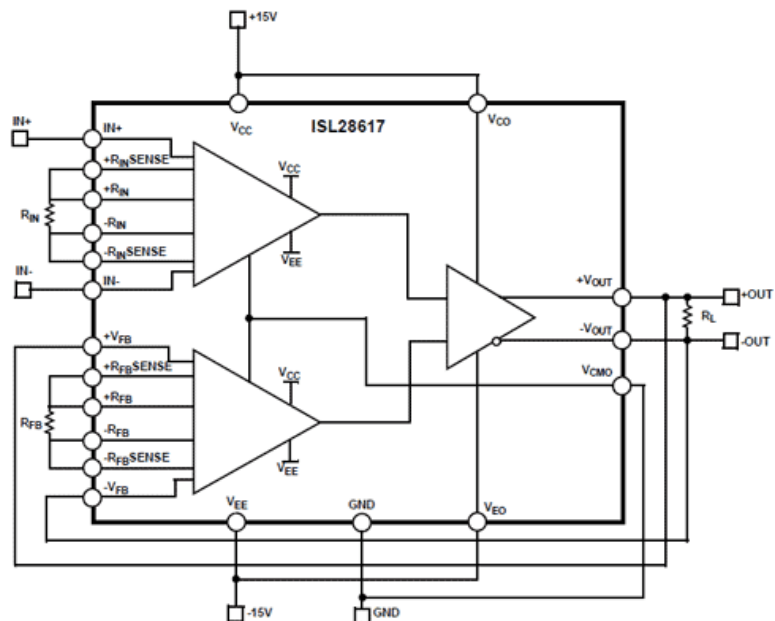 +15V
VCC
ISL28617
VCO
IN+
IN+
+RINSENSE
+RIN
RIN
-RIN
-RINSENSE
IN-
IN-
VCC
VEE
+VOUT
+OUT
RL
-VOUT
-OUT
VCMO
+VFB
+RFBSENSE
+RFB
RFB
-RFB
-RFBSENSE
-VFB
VCC
VEE
VEE
GND
VEO
-15V
GND